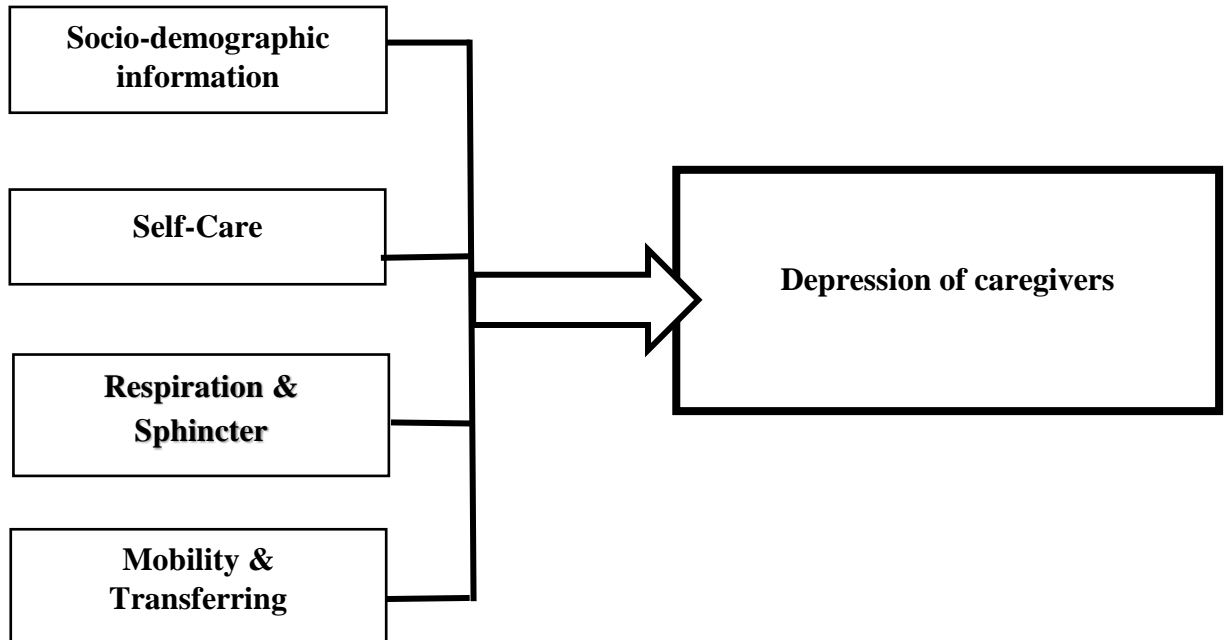 Socio-demographic
information
Self-Care
Respiration &
Sphincter
Mobility &
Transferring
Depression of caregivers